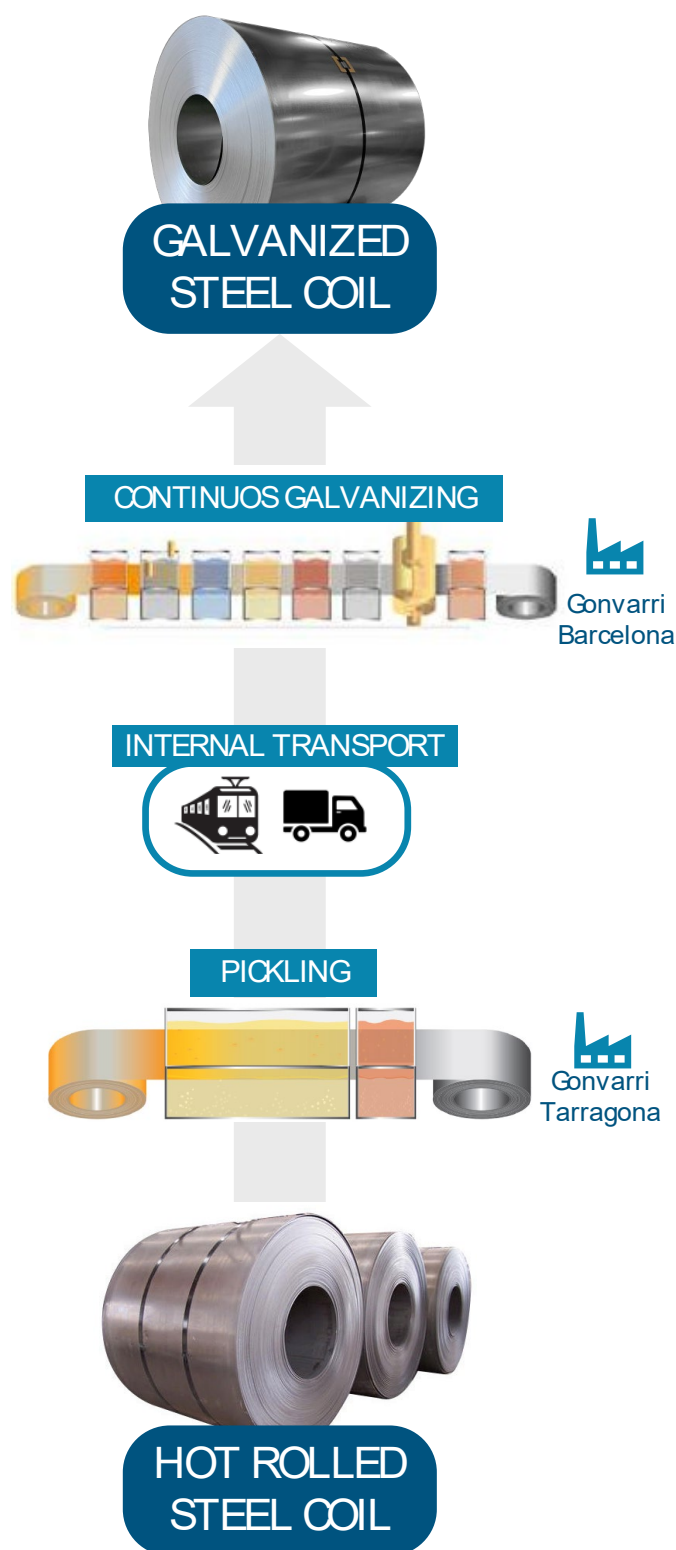 GALVANIZED
STEEL COIL
CONTINUOS GALVANIZING
Gonvarri
Barcelona
INTERNAL TRANSPORT
PICKLING
Gonvarri
Tarragona
HOT ROLLED
STEEL COIL